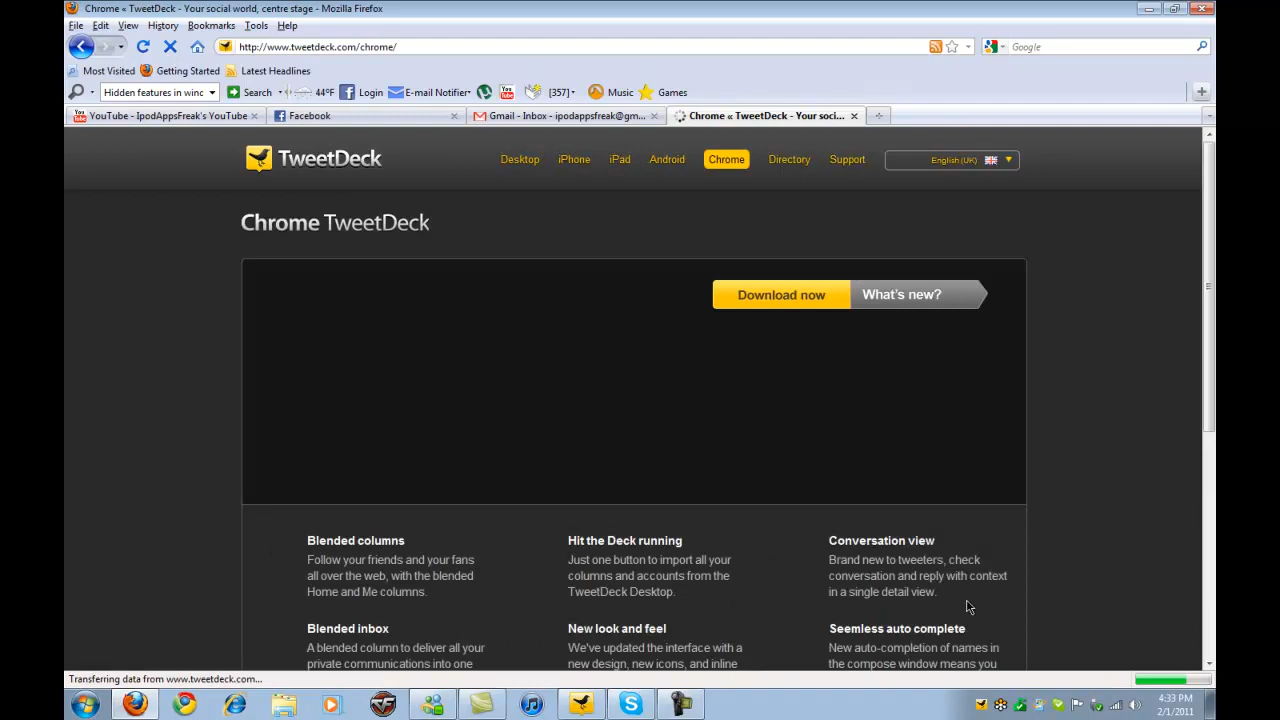 Chrome « TweetDeck - Your social world, centre stage - Mozilla Firefox
File Edit View History Bookmarks Tools Help
http://www.tweetdeck.com/chrome/
Google
Most Visited Getting Started Latest Headlines
Hidden features in winc Search 44°F Login E-mail Notifier You Tube [357] Music Games
YouTube - IpodAppsFreak's YouTube
Facebook
Gmail - Inbox - ipodappsfreak@gm...
Chrome « TweetDeck - Your soci...
TweetDeck
Desktop iPhone iPad Android Chrome Directory Support English (UK)
Chrome TweetDeck
Download now What's new?
Blended columns
Follow your friends and your fans
all over the web, with the blended
Home and Me columns.
Hit the Deck running
Just one button to import all your
columns and accounts from the
TweetDeck Desktop.
Conversation view
Brand new to tweeters, check
conversation and reply with context
in a single detail view.
Blended inbox
A blended column to deliver all your
private communications into one
New look and feel
We've updated the interface with a
new design, new icons, and inline
Seemless auto complete
New auto-completion of names in
the compose window means you
Transferring data from www.tweetdeck.com...
4:33 PM
2/1/2011